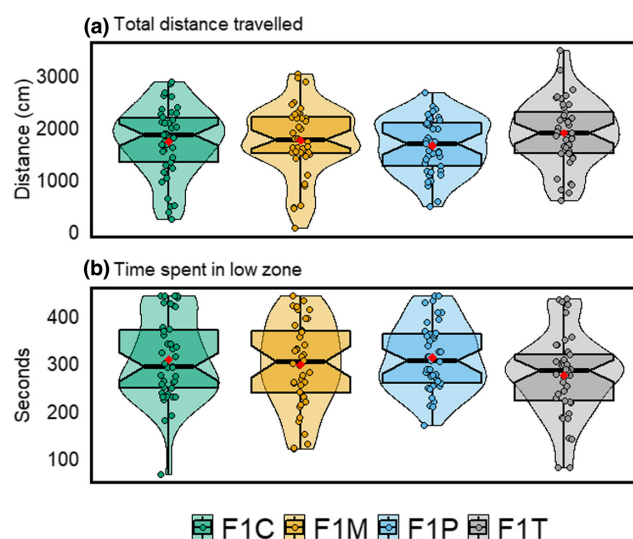 (a) Total distance travelled
Distance (cm)
3000
2000
1000
0
(b) Time spent in low zone
Seconds
400
300
200
100
F1C F1M F1P F1T